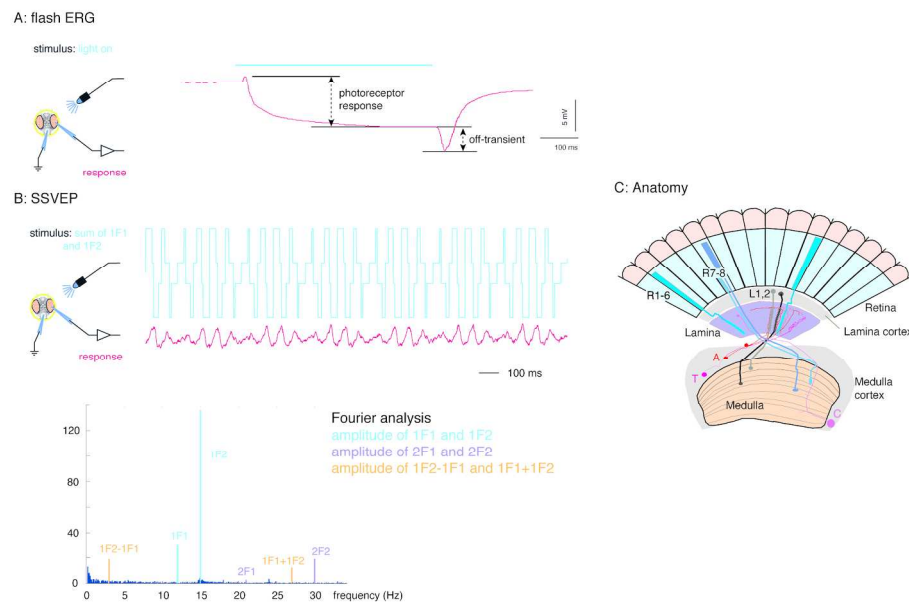 A: flash ERG
stimulus: light on
photoreceptor
response
off-transient
5 mV
100 ms
response
B: SSVEP
stimulus: sum of 1F1
and 1F2
response
100 ms
Fourier analysis
amplitude of 1F1 and 1F2
amplitude of 2F1 and 2F2
amplitude of 1F2-1F1 and 1F1+1F2
120
80
40
0
1F2
1F1
1F2-1F1
2F1
1F1+1F2
2F2
0 5 10 15 20 25 30 frequency (Hz)
C: Anatomy
R7-8
R1-6
L1,2
Retina
Lamina
Lamina cortex
A
T
Medulla
cortex
Medulla
C